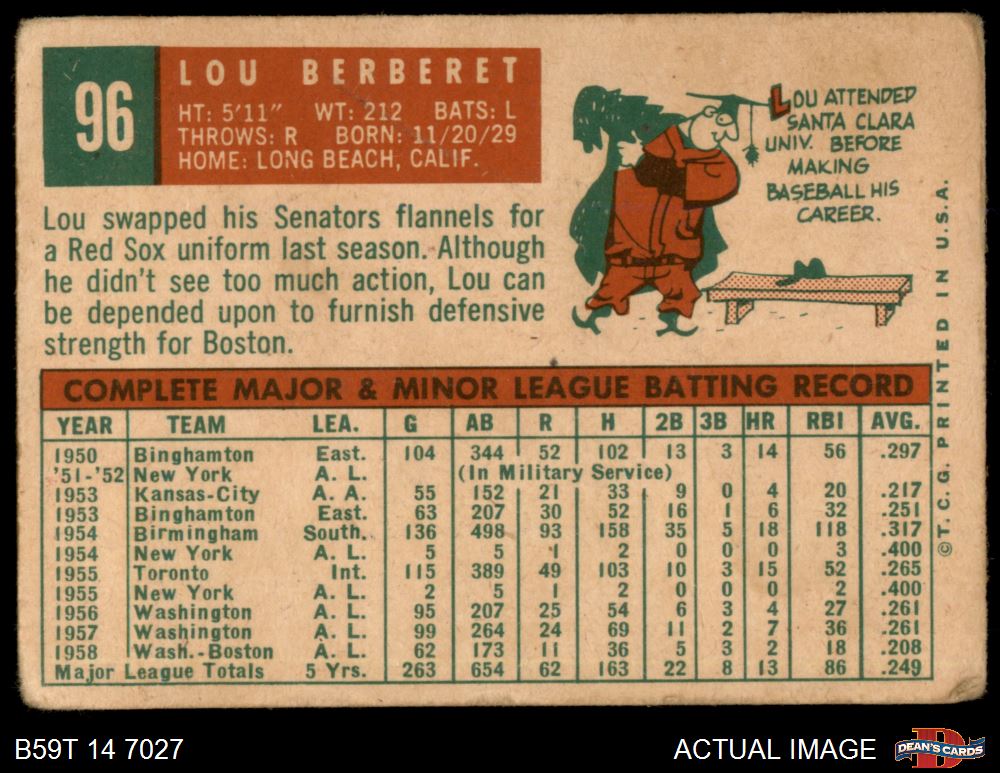 96
LOU BERBERET
HT: 5'11" WT: 212 BATS: L
THROWS: R BORN: 11/20/29
HOME: LONG BEACH, CALIF.
LOU ATTENDED
SANTA CLARA
UNIV. BEFORE
MAKING
BASEBALL HIS
CAREER.
Lou swapped his Senators flannels for
a Red Sox uniform last season. Although
he didn't see too much action, Lou can
be depended upon to furnish defensive
strength for Boston.
COMPLETE MAJOR & MINOR LEAGUE BATTING RECORD
YEAR TEAM LEA. G AB R H 2B 3B HR RBI AVG.
1950 Binghamton East. 104 344 52 102 13 3 14 56 .297
'51-'52 New York A. L. (In Military Service)
1953 Kansas-City A. A. 55 152 21 33 9 0 4 20 .217
1953 Binghamton East. 63 207 30 52 16 1 6 32 .251
1954 Birmingham South. 136 498 93 158 35 5 18 118 .317
1954 New York A. L. 5 5 1 2 0 0 0 3 .400
1955 Toronto Int. 115 389 49 103 10 3 15 52 .265
1955 New York A. L. 2 5 1 2 0 0 0 2 .400
1956 Washington A. L. 95 207 25 54 6 3 4 27 .261
1957 Washington A. L. 99 264 24 69 11 2 7 36 .261
1958 Wash.-Boston A. L. 62 173 11 36 5 3 2 18 .208
Major League Totals 5 Yrs. 263 654 62 163 22 8 13 86 .249
©T. C. G. PRINTED IN U.S.A.
B59T 14 7027
ACTUAL IMAGE
D
DEAN'S CARDS